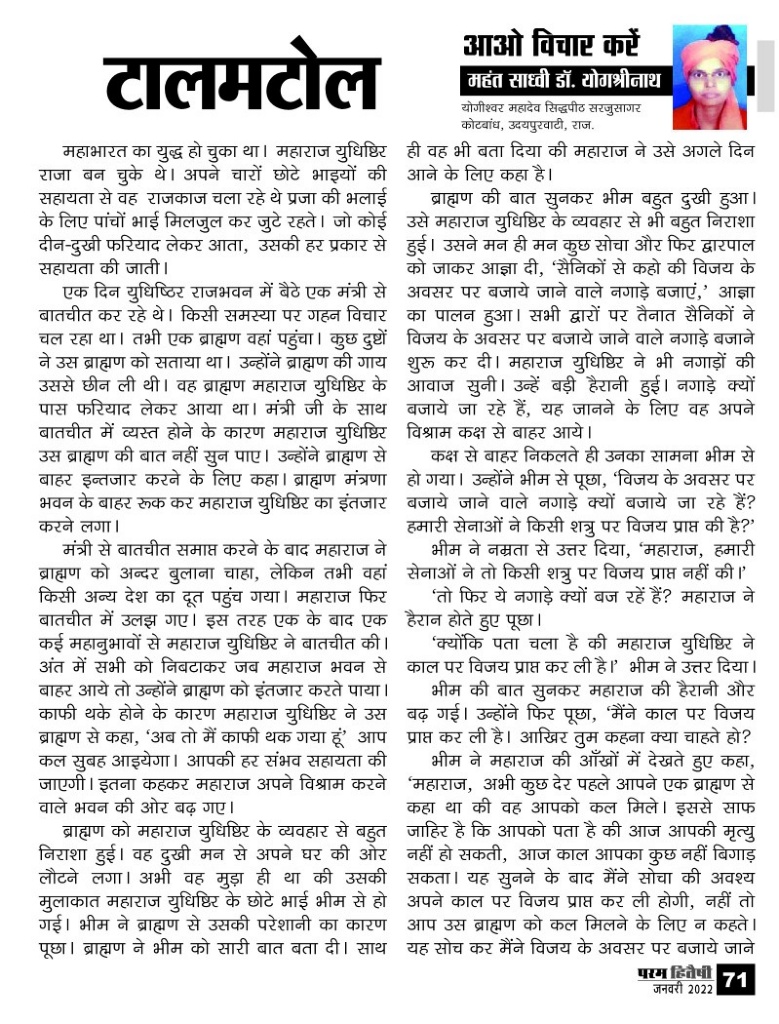 टालमटोल
आओ विचार करें
महंत साध्वी डॉ. योगश्रीनाथ
योगीश्वर महादेव सिद्धपीठ सरजुसागर
कोटबांध, उदयपुरवाटी, राज.
महाभारत का युद्ध हो चुका था। महाराज युधिष्ठिर
राजा बन चुके थे। अपने चारों छोटे भाइयों की
सहायता से वह राजकाज चला रहे थे प्रजा की भलाई
के लिए पांचों भाई मिलजुल कर जुटे रहते। जो कोई
दीन-दुखी फरियाद लेकर आता, उसकी हर प्रकार से
सहायता की जाती।
एक दिन युधिष्ठिर राजभवन में बैठे एक मंत्री से
बातचीत कर रहे थे। किसी समस्या पर गहन विचार
चल रहा था। तभी एक ब्राह्मण वहां पहुंचा। कुछ दुष्टों
ने उस ब्राह्मण को सताया था। उन्होंने ब्राह्मण की गाय
उससे छीन ली थी। वह ब्राह्मण महाराज युधिष्ठिर के
पास फरियाद लेकर आया था। मंत्री जी के साथ
बातचीत में व्यस्त होने के कारण महाराज युधिष्ठिर
उस ब्राह्मण की बात नहीं सुन पाए। उन्होंने ब्राह्मण से
बाहर इन्तजार करने के लिए कहा। ब्राह्मण मंत्रणा
भवन के बाहर रूक कर महाराज युधिष्ठिर का इंतजार
करने लगा।
मंत्री से बातचीत समाप्त करने के बाद महाराज ने
ब्राह्मण को अन्दर बुलाना चाहा, लेकिन तभी वहां
किसी अन्य देश का दूत पहुंच गया। महाराज फिर
बातचीत में उलझ गए। इस तरह एक के बाद एक
कई महानुभावों से महाराज युधिष्ठिर ने बातचीत की।
अंत में सभी को निबटाकर जब महाराज भवन से
बाहर आये तो उन्होंने ब्राह्मण को इंतजार करते पाया।
काफी थके होने के कारण महाराज युधिष्ठिर ने उस
ब्राह्मण से कहा, ‘अब तो मैं काफी थक गया हूं’ आप
कल सुबह आइयेगा। आपकी हर संभव सहायता की
जाएगी। इतना कहकर महाराज अपने विश्राम करने
वाले भवन की ओर बढ़ गए।
ब्राह्मण को महाराज युधिष्ठिर के व्यवहार से बहुत
निराशा हुई। वह दुखी मन से अपने घर की ओर
लौटने लगा। अभी वह मुड़ा ही था की उसकी
मुलाकात महाराज युधिष्ठिर के छोटे भाई भीम से हो
गई। भीम ने ब्राह्मण से उसकी परेशानी का कारण
पूछा। ब्राह्मण ने भीम को सारी बात बता दी। साथ
ही वह भी बता दिया की महाराज ने उसे अगले दिन
आने के लिए कहा है।
ब्राह्मण की बात सुनकर भीम बहुत दुखी हुआ।
उसे महाराज युधिष्ठिर के व्यवहार से भी बहुत निराशा
हुई। उसने मन ही मन कुछ सोचा और फिर द्वारपाल
को जाकर आज्ञा दी, ‘सैनिकों से कहो की विजय के
अवसर पर बजाये जाने वाले नगाड़े बजाएं,’ आज्ञा
का पालन हुआ। सभी द्वारों पर तैनात सैनिकों ने
विजय के अवसर पर बजाये जाने वाले नगाड़े बजाने
शुरू कर दी। महाराज युधिष्ठिर ने भी नगाड़ों की
आवाज सुनी। उन्हें बड़ी हैरानी हुई। नगाड़े क्यों
बजाये जा रहे हैं, यह जानने के लिए वह अपने
विश्राम कक्ष से बाहर आये।
कक्ष से बाहर निकलते ही उनका सामना भीम से
हो गया। उन्होंने भीम से पूछा, ‘विजय के अवसर पर
बजाये जाने वाले नगाड़े क्यों बजाये जा रहे हैं?
हमारी सेनाओं ने किसी शत्रु पर विजय प्राप्त की है?’
भीम ने नम्रता से उत्तर दिया, ‘महाराज, हमारी
सेनाओं ने तो किसी शत्रु पर विजय प्राप्त नहीं की।’
‘तो फिर ये नगाड़े क्यों बज रहें हैं? महाराज ने
हैरान होते हुए पूछा।
‘क्योंकि पता चला है की महाराज युधिष्ठिर ने
काल पर विजय प्राप्त कर ली है।’ भीम ने उत्तर दिया।
भीम की बात सुनकर महाराज की हैरानी और
बढ़ गई। उन्होंने फिर पूछा, ‘मैंने काल पर विजय
प्राप्त कर ली है। आखिर तुम कहना क्या चाहते हो?
भीम ने महाराज की आँखों में देखते हुए कहा,
‘महाराज, अभी कुछ देर पहले आपने एक ब्राह्मण से
कहा था की वह आपको कल मिले। इससे साफ
जाहिर है कि आपको पता है की आज आपकी मृत्यु
नहीं हो सकती, आज काल आपका कुछ नहीं बिगाड़
सकता। यह सुनने के बाद मैंने सोचा की अवश्य
अपने काल पर विजय प्राप्त कर ली होगी, नहीं तो
आप उस ब्राह्मण को कल मिलने के लिए न कहते।
यह सोच कर मैंने विजय के अवसर पर बजाये जाने
परम हितैषी
जनवरी 2022 71